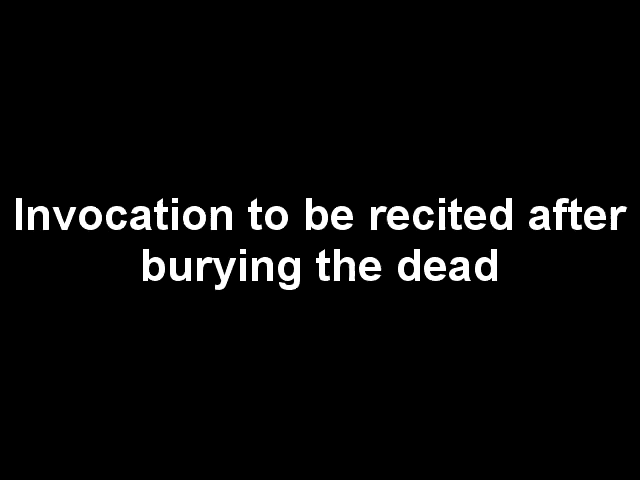 Invocation to be recited after
burying the dead